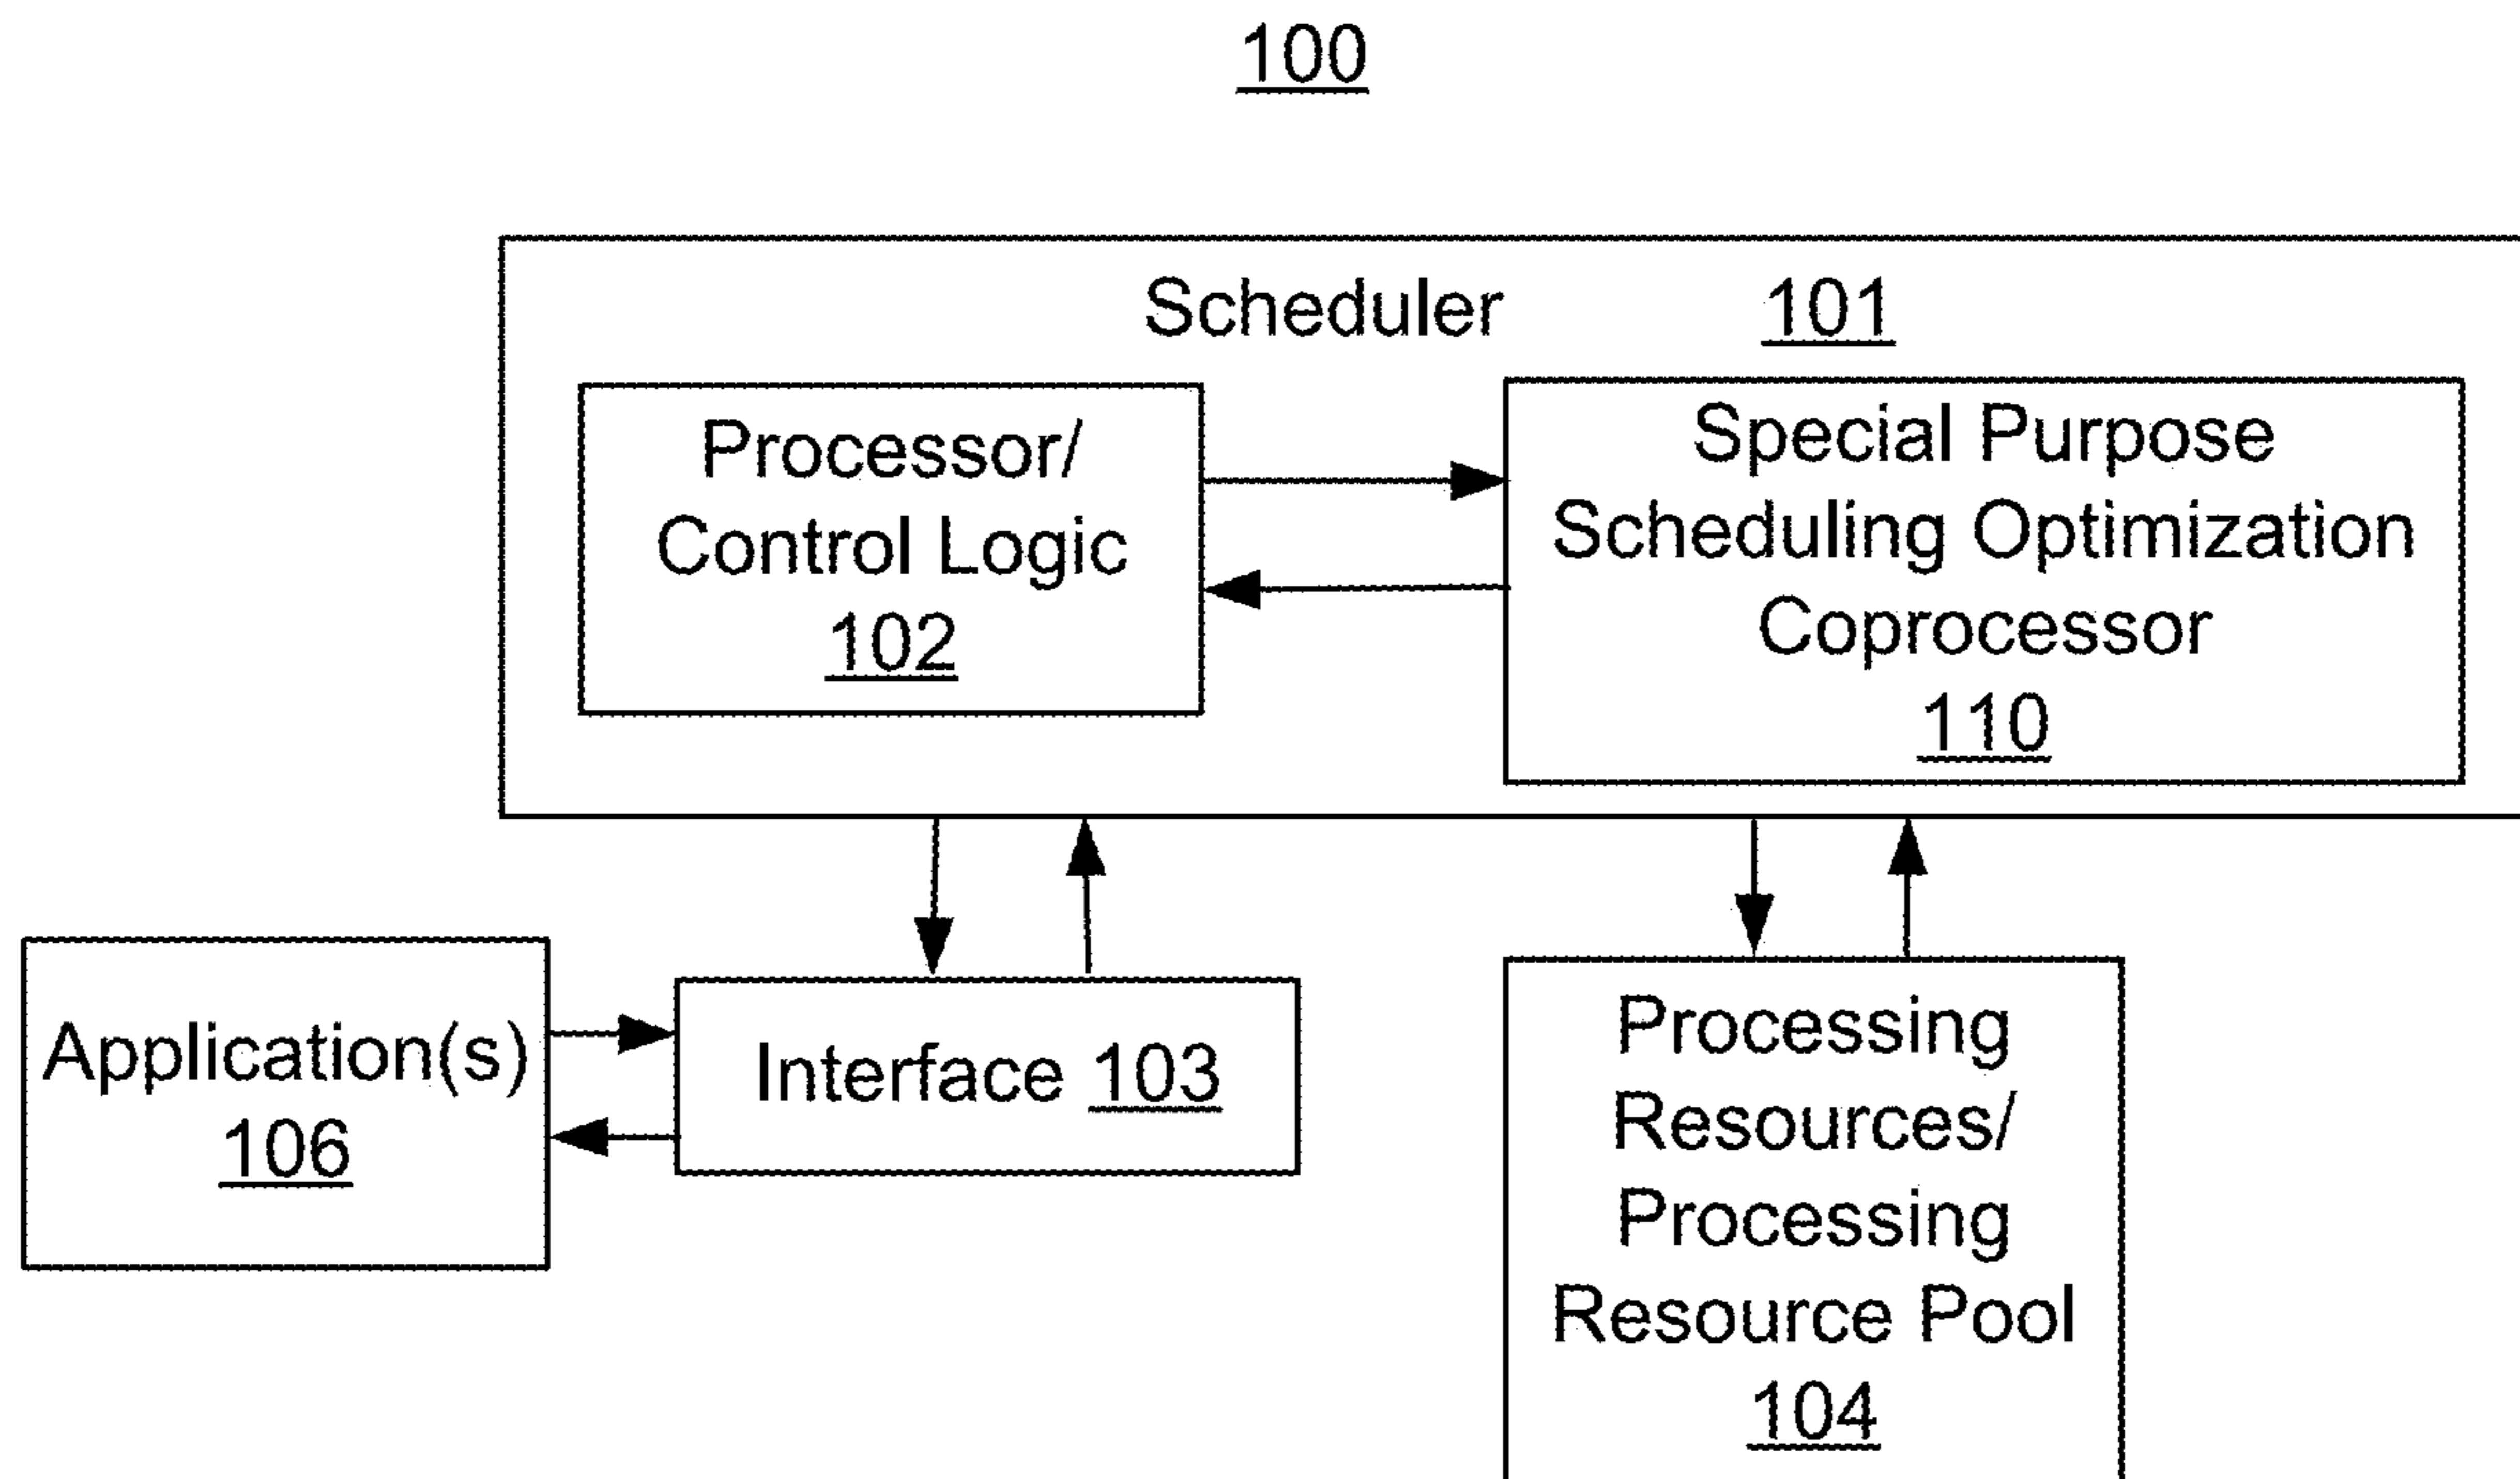 100
Scheduler 101
Processor/
Control Logic
102
Special Purpose
Scheduling Optimization
Coprocessor
110
Application(s)
106
Interface 103
Processing
Resources/
Processing
Resource Pool
104